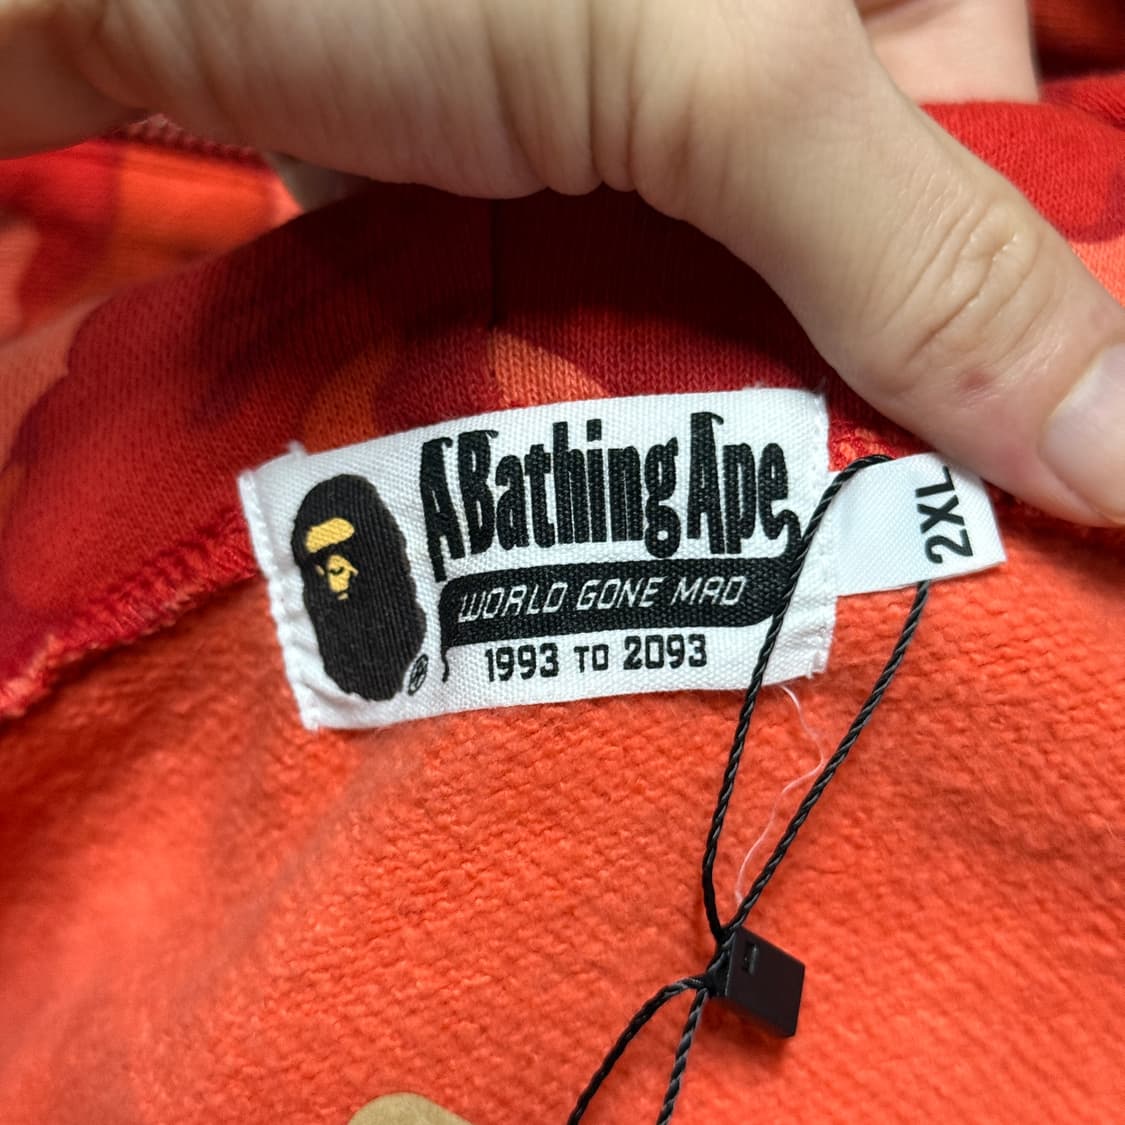 A Bathing Ape
WORLD GONE MAD
1993 TO 2093
2XL